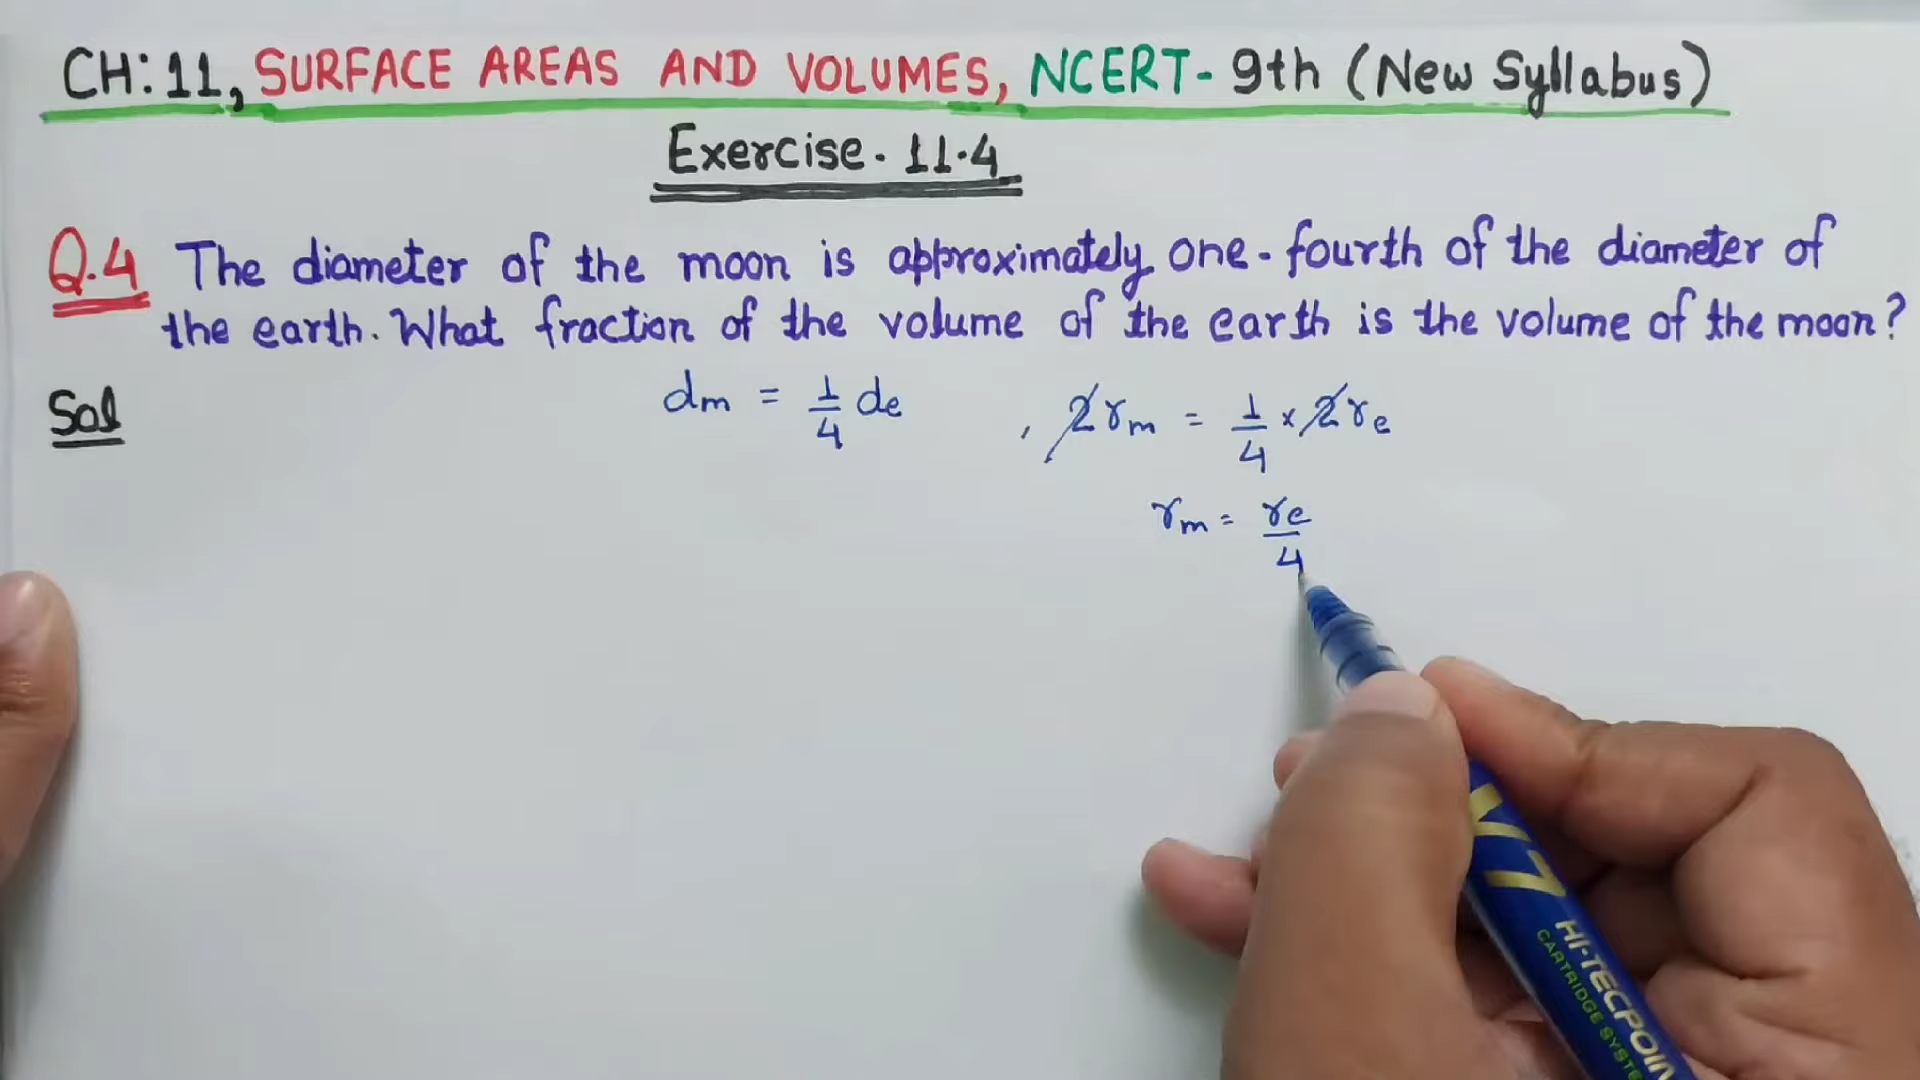 CH: 11, SURFACE AREAS AND VOLUMES, NCERT- 9th (New Syllabus)
Exercise. 11.4
Q.4 The diameter of the moon is approximately one-fourth of the diameter of
the earth. What fraction of the volume of the earth is the volume of the moon?
Sol dm = 1/4 de , 2rm = 1/4 × 2re
rm = re/4
V7
HI-TECPOIN
CARTRIDGE SYSTE